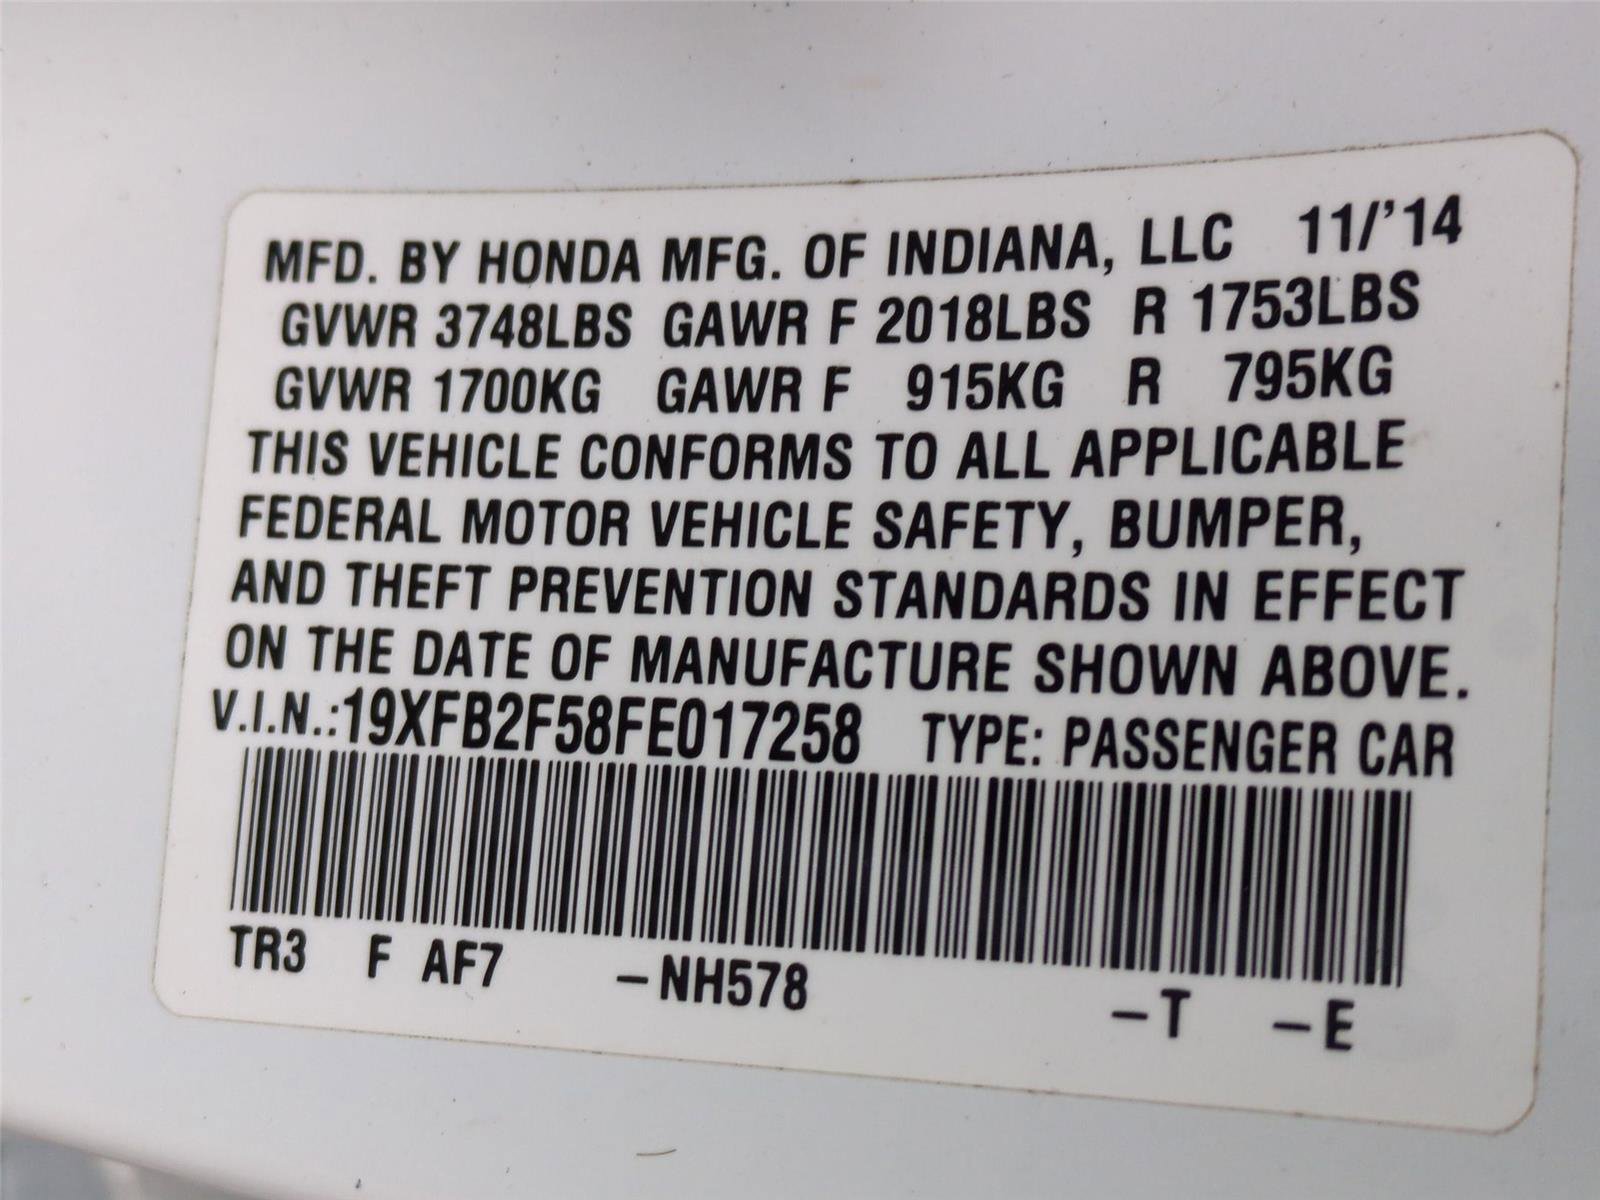 MFD. BY HONDA MFG. OF INDIANA, LLC 11/'14
GVWR 3748LBS GAWR F 2018LBS R 1753LBS
GVWR 1700KG GAWR F 915KG R 795KG
THIS VEHICLE CONFORMS TO ALL APPLICABLE
FEDERAL MOTOR VEHICLE SAFETY, BUMPER,
AND THEFT PREVENTION STANDARDS IN EFFECT
ON THE DATE OF MANUFACTURE SHOWN ABOVE.
V.I.N.:19XFB2F58FE017258 TYPE: PASSENGER CAR
TR3 F AF7 –NH578 –T –E